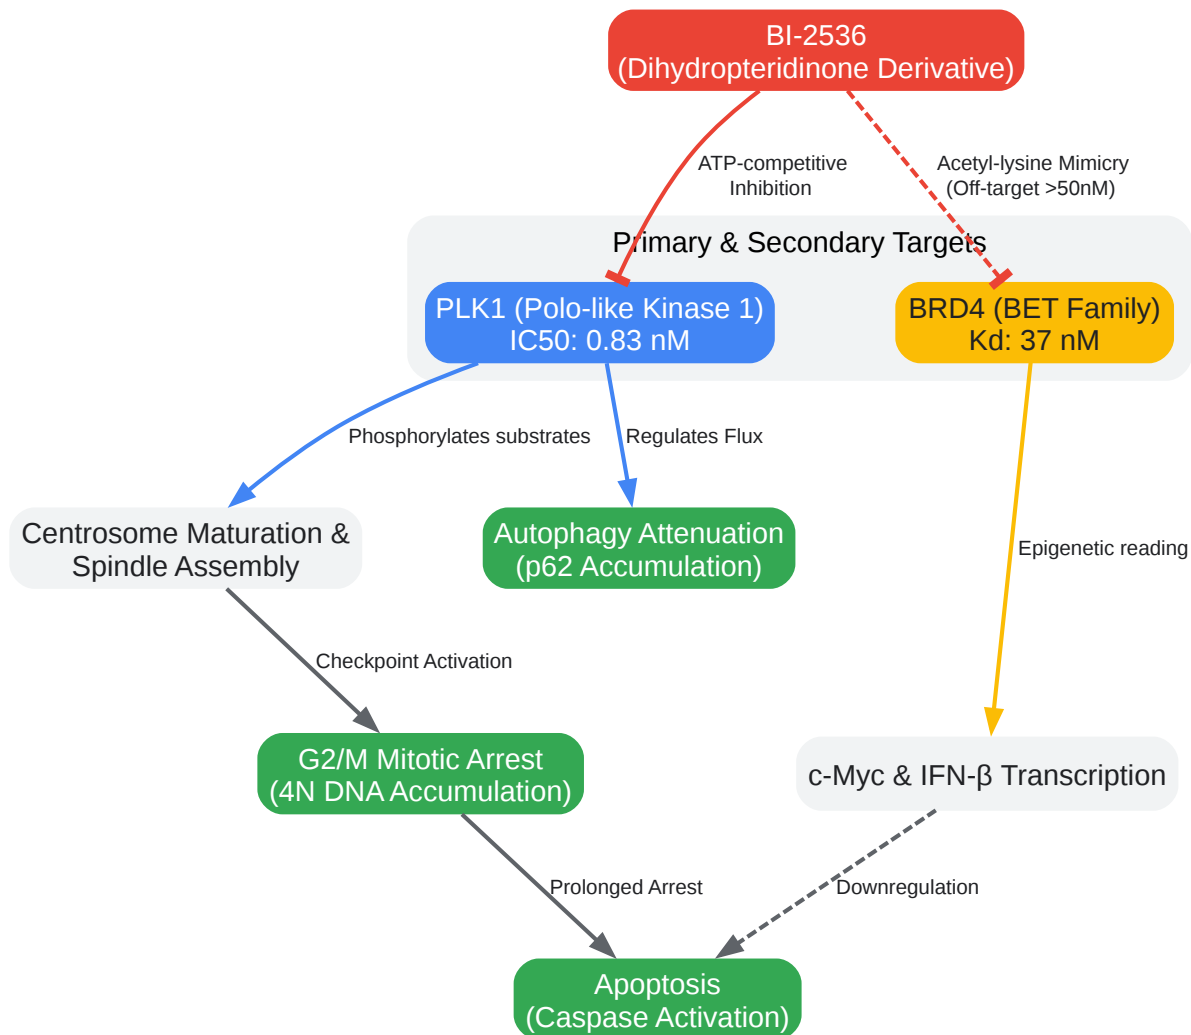 BI-2536
(Dihydropteridinone Derivative)
ATP-competitive
Inhibition
Acetyl-lysine Mimicry
(Off-target >50nM)
Primary & Secondary Targets
PLK1 (Polo-like Kinase 1)
IC50: 0.83 nM
BRD4 (BET Family)
Kd: 37 nM
Phosphorylates substrates
Regulates Flux
Centrosome Maturation &
Spindle Assembly
Autophagy Attenuation
(p62 Accumulation)
Epigenetic reading
Checkpoint Activation
G2/M Mitotic Arrest
(4N DNA Accumulation)
c-Myc & IFN-β Transcription
Prolonged Arrest
Downregulation
Apoptosis
(Caspase Activation)